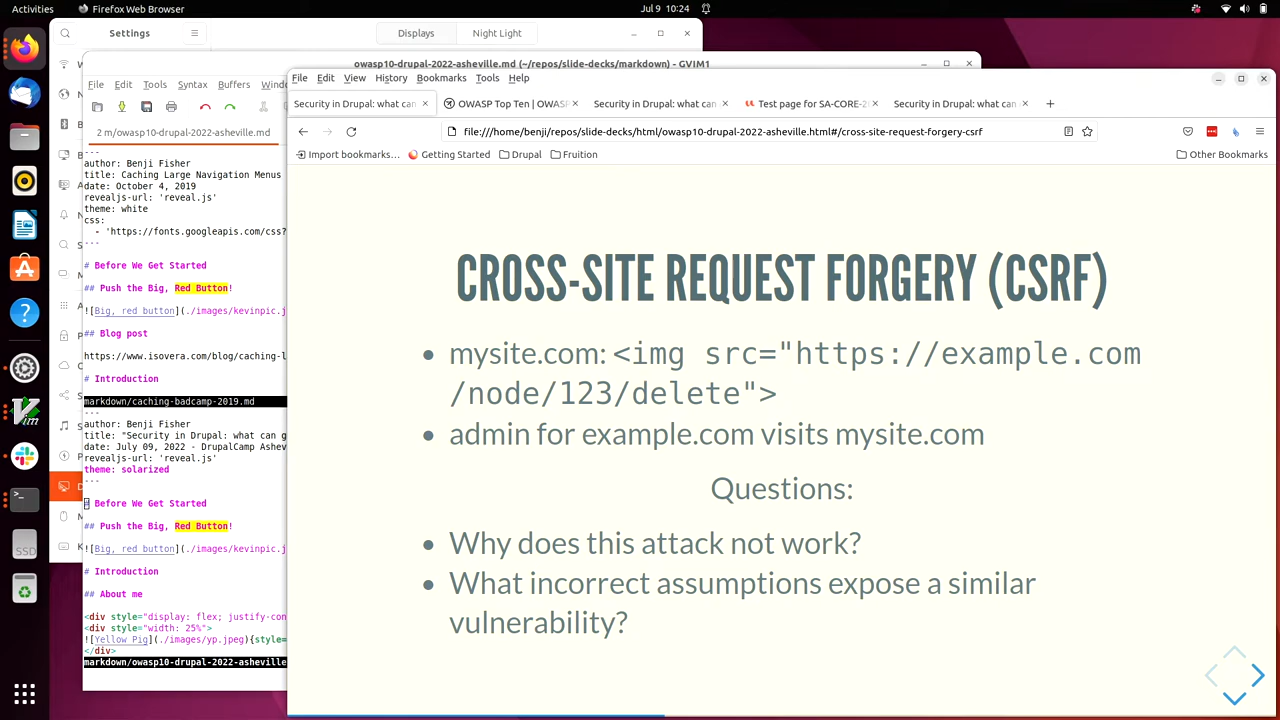 Activities
Firefox Web Browser
Jul 9 10:24
Settings
Displays
Night Light
owasp10-drupal-2022-asheville.md (~/repos/slide-decks/markdown) - GVIM1
File Edit Tools Syntax Buffers
2 m/owasp10-drupal-2022-asheville.md
---
author: Benji Fisher
title: Caching Large Navigation Menus
date: October 4, 2019
revealjs-url: 'reveal.js'
theme: white
css:
- 'https://fonts.googleapis.com/css?
---
# Before We Get Started
## Push the Big, Red Button!
![Big, red button](./images/kevinpic.j
## Blog post
https://www.isovera.com/blog/caching-l
# Introduction
markdown/caching-badcamp-2019.md
---
author: Benji Fisher
title: "Security in Drupal: what can g
date: July 09, 2022 - DrupalCamp Ashev
revealjs-url: 'reveal.js'
theme: solarized
---
# Before We Get Started
## Push the Big, Red Button!
![Big, red button](./images/kevinpic.j
# Introduction
## About me
<div style="display: flex; justify-con
<div style="width: 25%">
![Yellow Pig](./images/yp.jpeg){style=
</div>
markdown/owasp10-drupal-2022-asheville
File Edit View History Bookmarks Tools Help
Security in Drupal: what can
OWASP Top Ten | OWASP
Security in Drupal: what can
Test page for SA-CORE-2
Security in Drupal: what can
file:///home/benji/repos/slide-decks/html/owasp10-drupal-2022-asheville.html#/cross-site-request-forgery-csrf
Import bookmarks... Getting Started Drupal Fruition Other Bookmarks
CROSS-SITE REQUEST FORGERY (CSRF)
• mysite.com: <img src="https://example.com
/node/123/delete">
• admin for example.com visits mysite.com
Questions:
• Why does this attack not work?
• What incorrect assumptions expose a similar
vulnerability?
SSD